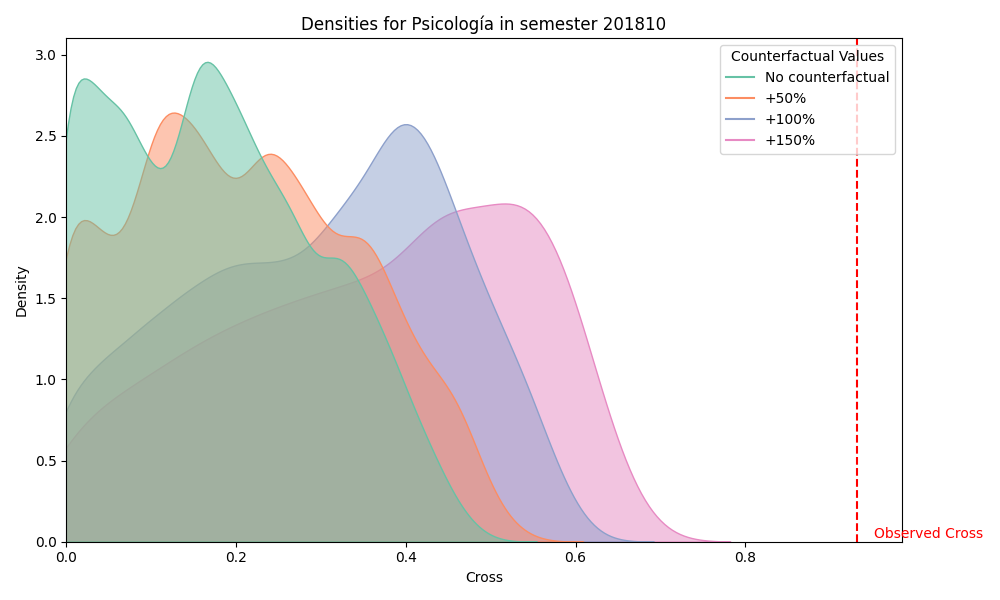 Densities for Psicología in semester 201810
Counterfactual Values
No counterfactual
+50%
+100%
+150%
3.0
2.5
2.0
1.5
1.0
0.5
0.0
Density
Observed Cross
0.0
0.2
0.4
0.6
0.8
Cross